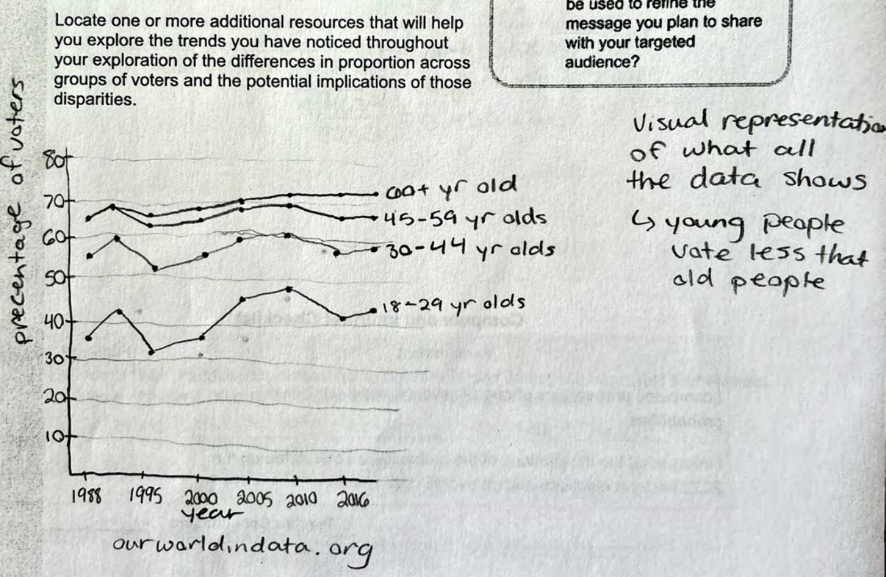 Locate one or more additional resources that will help
you explore the trends you have noticed throughout
your exploration of the differences in proportion across
groups of voters and the potential implications of those
disparities.
be used to refine the
message you plan to share
with your targeted
audience?
Visual representation
of what all
the data shows
↳ young people
vote less that
old people
precentage of voters
80
70
60
50
40
30
20
10
60+ yr old
45-59 yr olds
30-44 yr olds
18-29 yr olds
1988 1995 2000 2005 2010 2016
year
ourworldindata.org